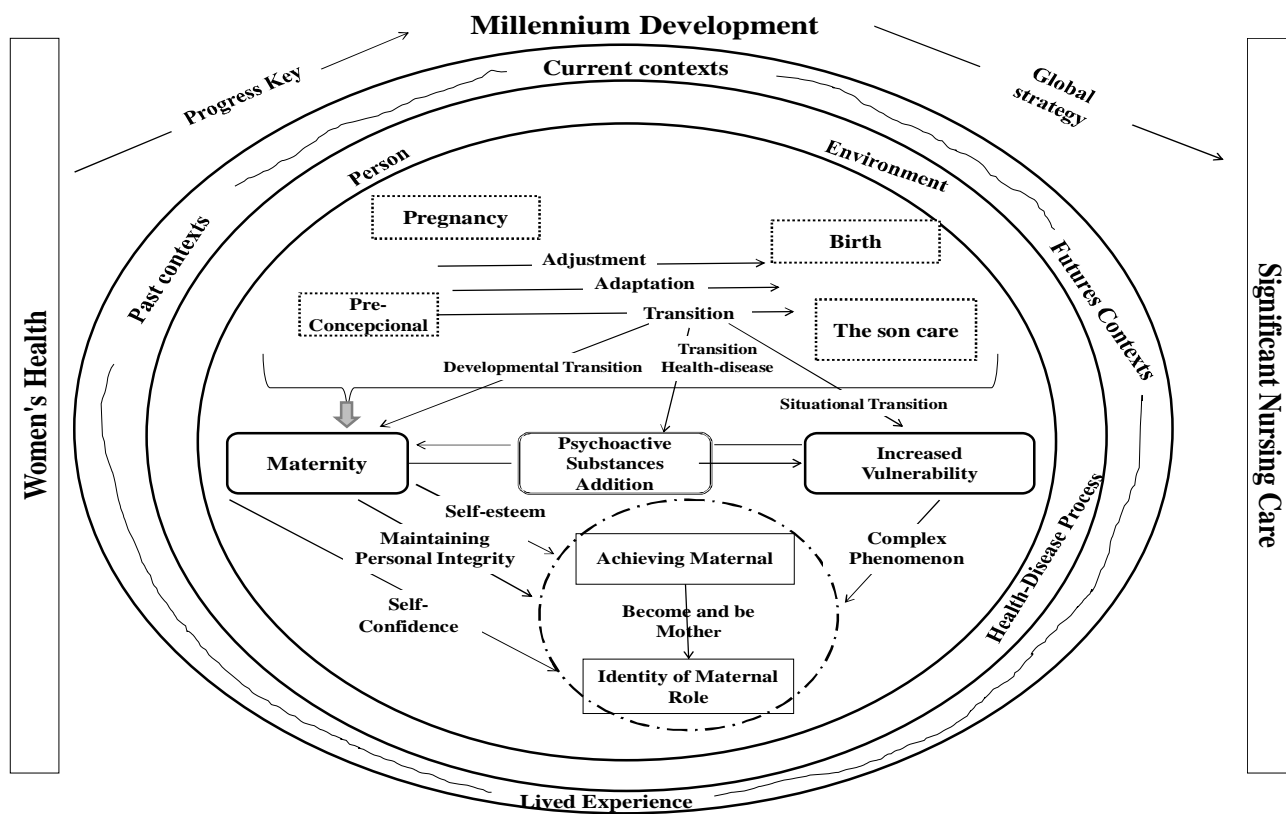 Millennium Development
Progress Key
Global
strategy
Current contexts
Women's Health
Significant Nursing Care
Past contexts
Futures Contexts
Person
Environment
Pregnancy
Birth
Adjustment
Adaptation
Pre-
Concepcional
Transition
The son care
Developmental Transition
Transition
Health-disease
Situational Transition
Maternity
Psychoactive
Substances
Addition
Increased
Vulnerability
Self-esteem
Maintaining
Personal Integrity
Self-
Confidence
Complex
Phenomenon
Achieving Maternal
Become and be
Mother
Identity of Maternal
Role
Health-Disease Process
Lived Experience